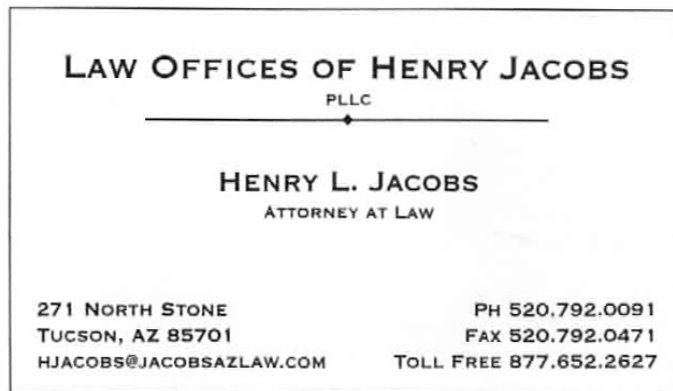 LAW OFFICES OF HENRY JACOBS
PLLC
HENRY L. JACOBS
ATTORNEY AT LAW
271 NORTH STONE
TUCSON, AZ 85701
HJACOBS@JACOBSAZLAW.COM
PH 520.792.0091
FAX 520.792.0471
TOLL FREE 877.652.2627